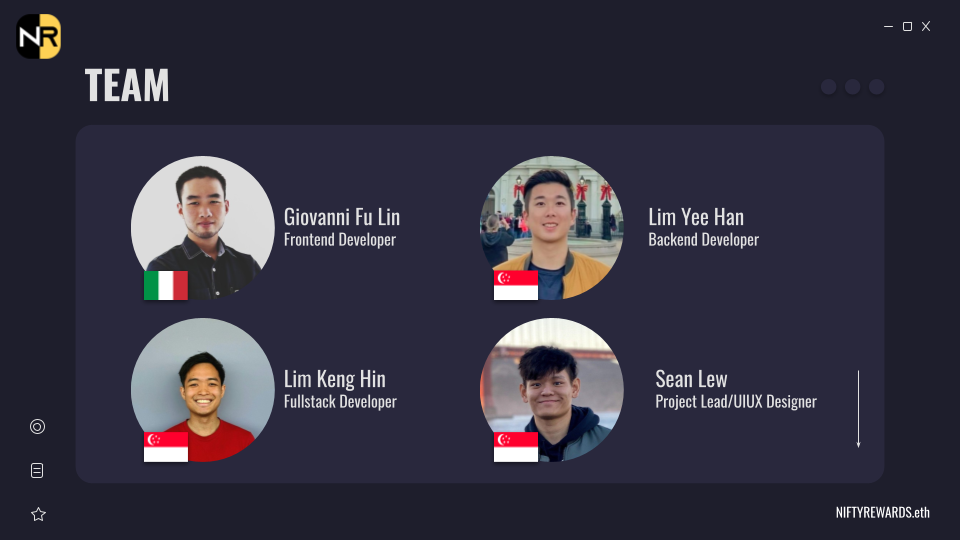 NR
TEAM
Giovanni Fu Lin
Frontend Developer
Lim Yee Han
Backend Developer
Lim Keng Hin
Fullstack Developer
Sean Lew
Project Lead/UIUX Designer
NIFTYREWARDS.eth